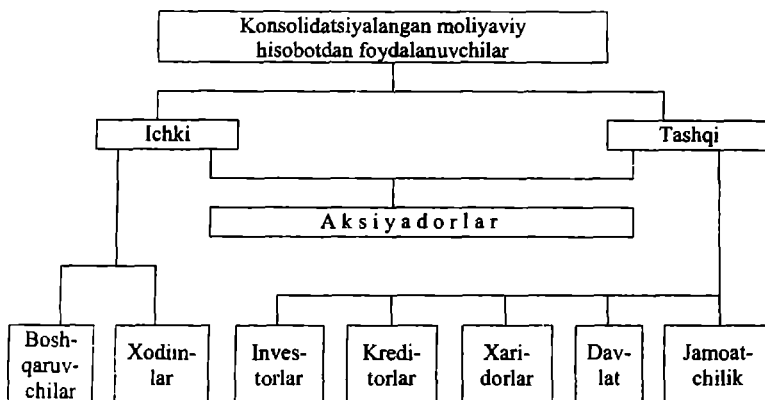 Konsolidatsiyalangan moliyaviy
hisobotdan foydalanuvchilar
Ichki
Tashqi
Aksiyadorlar
Bosh-
qaruv-
chilar
Xodiın-
lar
Inves-
torlar
Kredi-
torlar
Xari-
dorlar
Dav-
lat
Jamoat-
chilik